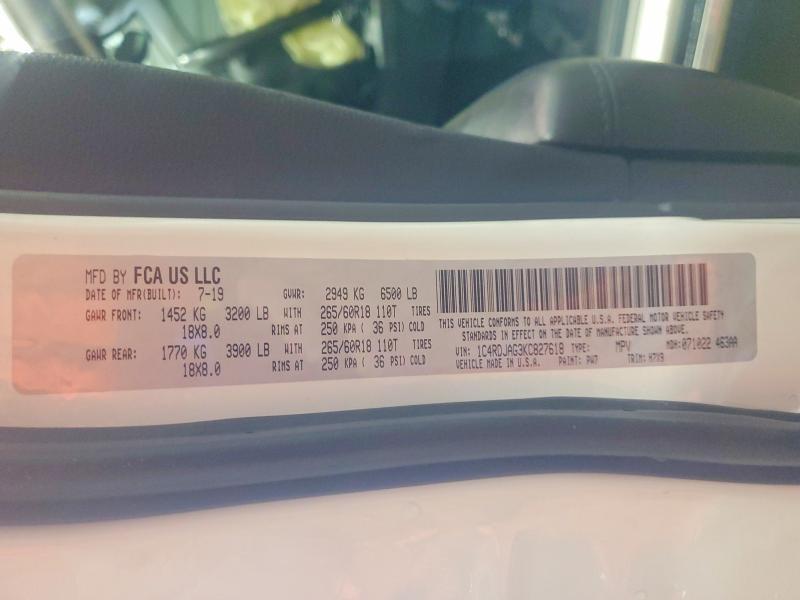 MFD BY FCA US LLC
DATE OF MFR(BUILT): 7-19 GVWR: 2949 KG 6500 LB
GAWR FRONT: 1452 KG 3200 LB WITH 265/60R18 110T TIRES
18X8.0 RIMS AT 250 KPA ( 36 PSI) COLD
GAWR REAR: 1770 KG 3900 LB WITH 265/60R18 110T TIRES
18X8.0 RIMS AT 250 KPA ( 36 PSI) COLD
THIS VEHICLE CONFORMS TO ALL APPLICABLE U.S.A. FEDERAL MOTOR VEHICLE SAFETY
STANDARDS IN EFFECT ON THE DATE OF MANUFACTURE SHOWN ABOVE.
VIN: 1C4RDJAG3KC827618 TYPE: MPV MDH:071022 463AA
VEHICLE MADE IN U.S.A. PAINT: PW7 TRIM: H7X9